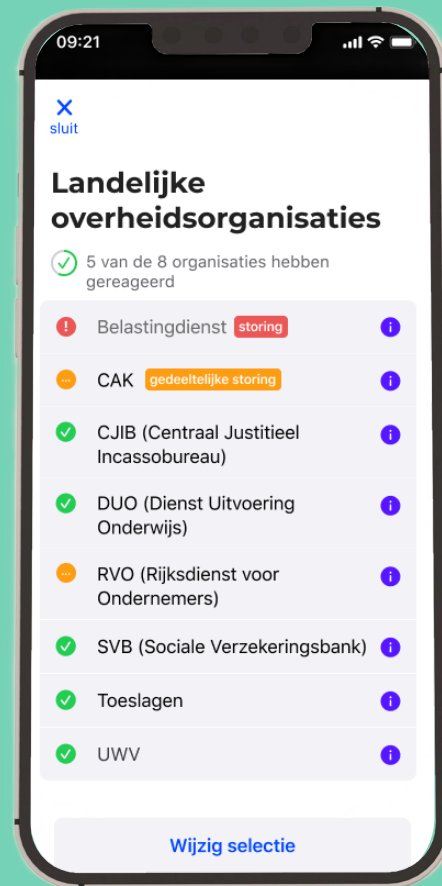 09:21
sluit
Landelijke
overheidsorganisaties
5 van de 8 organisaties hebben
gereageerd
Belastingdienst storing
CAK gedeeltelijke storing
CJIB (Centraal Justitieel
Incassobureau)
DUO (Dienst Uitvoering
Onderwijs)
RVO (Rijksdienst voor
Ondernemers)
SVB (Sociale Verzekeringsbank)
Toeslagen
UWV
Wijzig selectie